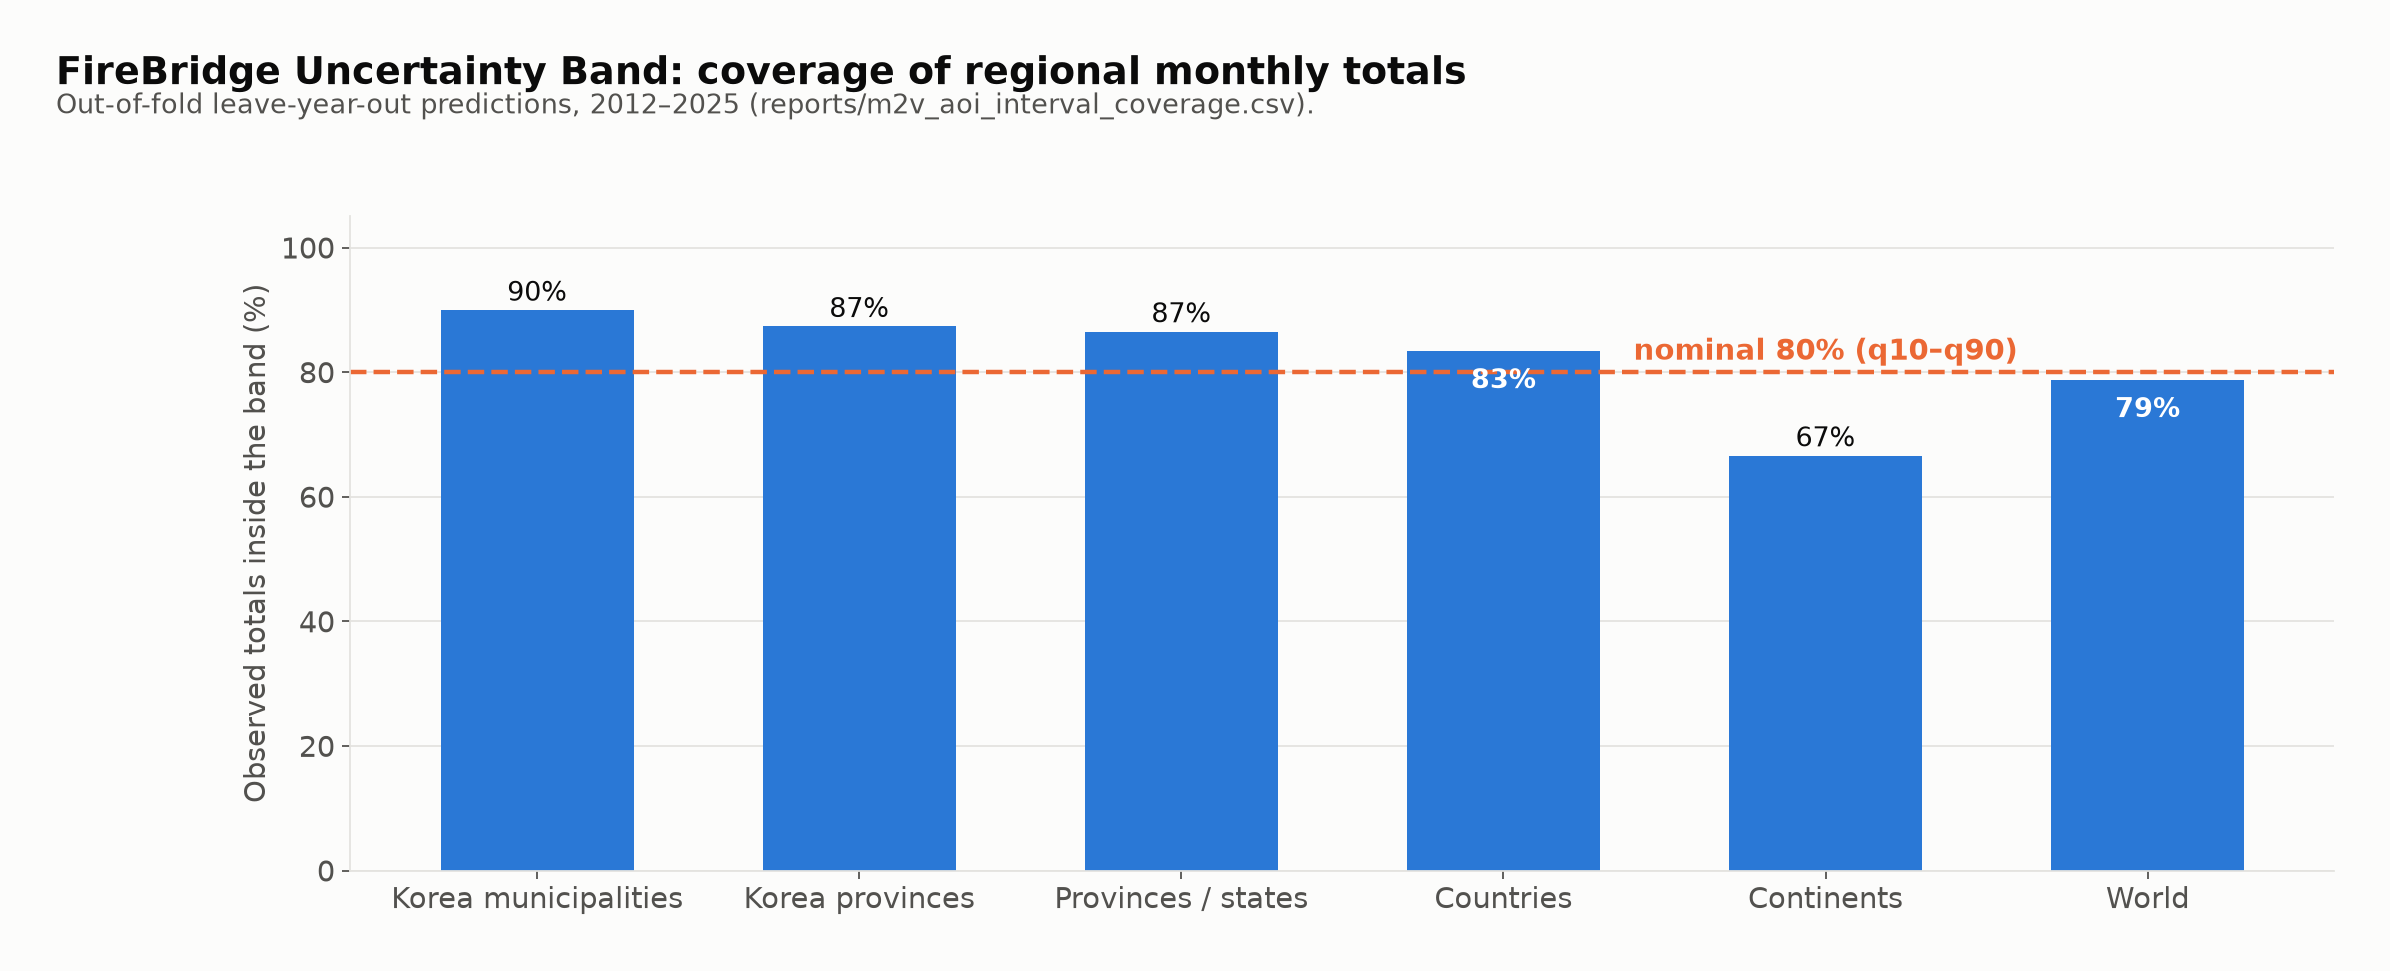 FireBridge Uncertainty Band: coverage of regional monthly totals
Out-of-fold leave-year-out predictions, 2012–2025 (reports/m2v_aoi_interval_coverage.csv).
Observed totals inside the band (%)
100
80
60
40
20
0
90%
87%
87%
83%
nominal 80% (q10–q90)
67%
79%
Korea municipalities
Korea provinces
Provinces / states
Countries
Continents
World